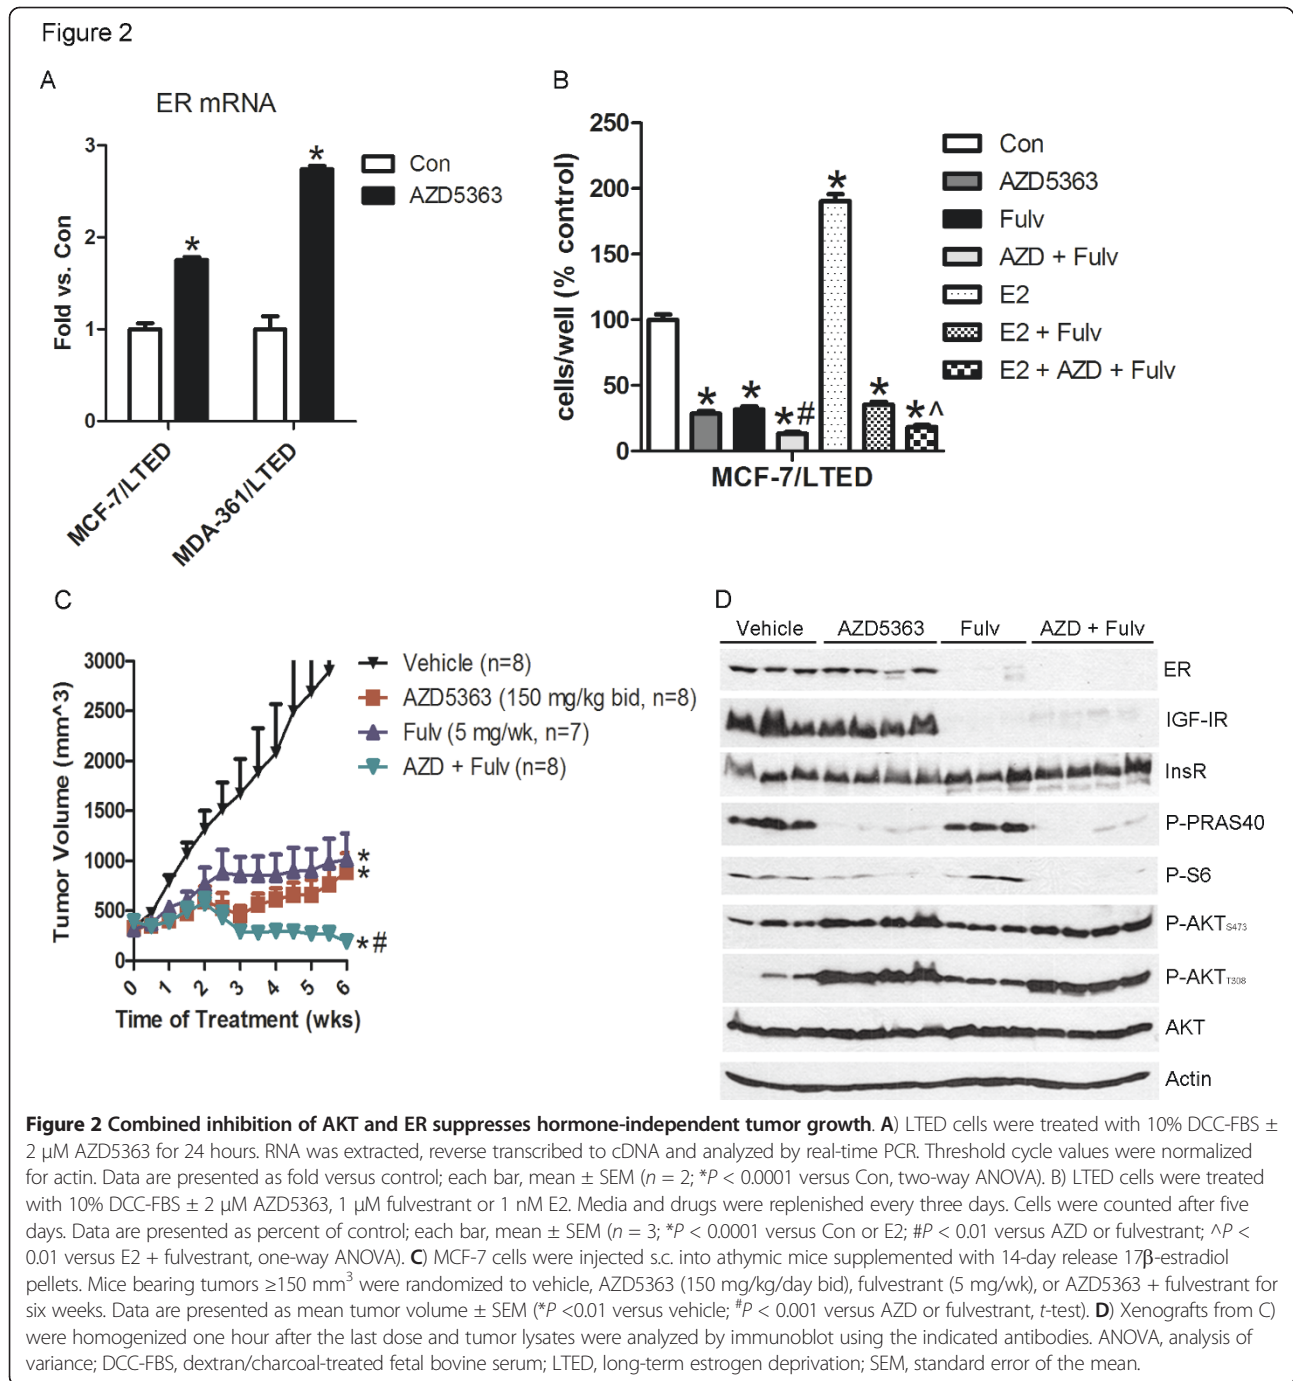 Figure 2
A
ER mRNA
Fold vs. Con
3
2
1
0
*
*
Con
AZD5363
MCF-7/LTED
MDA-361/LTED
B
cells/well (% control)
250
200
150
100
50
0
*
*
*#
*
*
*^
MCF-7/LTED
Con
AZD5363
Fulv
AZD + Fulv
E2
E2 + Fulv
E2 + AZD + Fulv
C
Tumor Volume (mm^3)
3000
2500
2000
1500
1000
500
0
0 1 2 3 4 5 6
Time of Treatment (wks)
Vehicle (n=8)
AZD5363 (150 mg/kg bid, n=8)
Fulv (5 mg/wk, n=7)
AZD + Fulv (n=8)
*
*
*#
D
Vehicle AZD5363 Fulv AZD + Fulv
ER
IGF-IR
InsR
P-PRAS40
P-S6
P-AKTS473
P-AKTT308
AKT
Actin
Figure 2 Combined inhibition of AKT and ER suppresses hormone-independent tumor growth. A) LTED cells were treated with 10% DCC-FBS ±
2 μM AZD5363 for 24 hours. RNA was extracted, reverse transcribed to cDNA and analyzed by real-time PCR. Threshold cycle values were normalized
for actin. Data are presented as fold versus control; each bar, mean ± SEM (n = 2; *P < 0.0001 versus Con, two-way ANOVA). B) LTED cells were treated
with 10% DCC-FBS ± 2 μM AZD5363, 1 μM fulvestrant or 1 nM E2. Media and drugs were replenished every three days. Cells were counted after five
days. Data are presented as percent of control; each bar, mean ± SEM (n = 3; *P < 0.0001 versus Con or E2; #P < 0.01 versus AZD or fulvestrant; ^P <
0.01 versus E2 + fulvestrant, one-way ANOVA). C) MCF-7 cells were injected s.c. into athymic mice supplemented with 14-day release 17β-estradiol
pellets. Mice bearing tumors ≥150 mm³ were randomized to vehicle, AZD5363 (150 mg/kg/day bid), fulvestrant (5 mg/wk), or AZD5363 + fulvestrant for
six weeks. Data are presented as mean tumor volume ± SEM (*P <0.01 versus vehicle; #P < 0.001 versus AZD or fulvestrant, t-test). D) Xenografts from C)
were homogenized one hour after the last dose and tumor lysates were analyzed by immunoblot using the indicated antibodies. ANOVA, analysis of
variance; DCC-FBS, dextran/charcoal-treated fetal bovine serum; LTED, long-term estrogen deprivation; SEM, standard error of the mean.